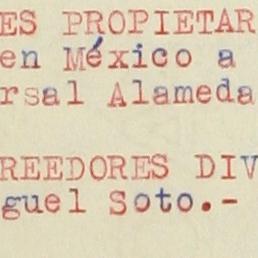 ES PROPIETAR
en México a
rsal Alameda
REEDORES DIV
guel Soto.-